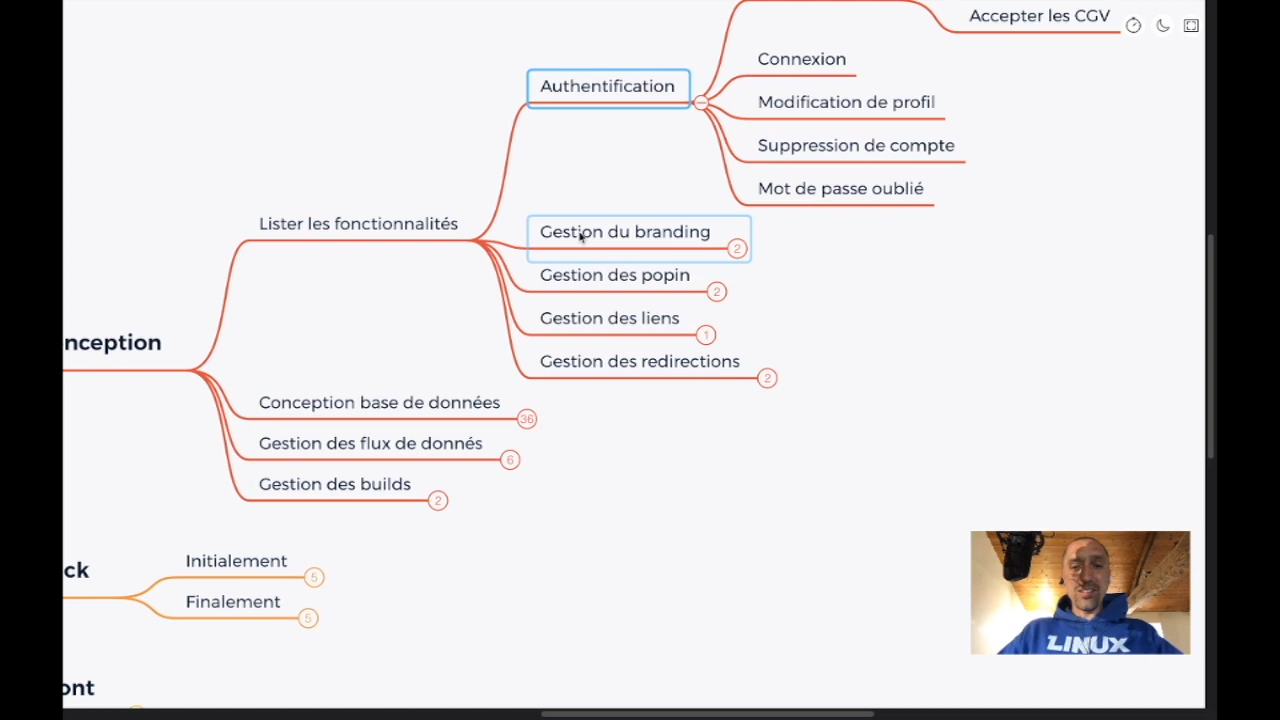 Accepter les CGV
Connexion
Authentification
Modification de profil
Suppression de compte
Mot de passe oublié
Lister les fonctionnalités
Gestion du branding
2
Gestion des popin
2
Gestion des liens
1
nception
Gestion des redirections
2
Conception base de données
36
Gestion des flux de donnés
6
Gestion des builds
2
Initialement
5
ck
Finalement
5
LINUX
ont